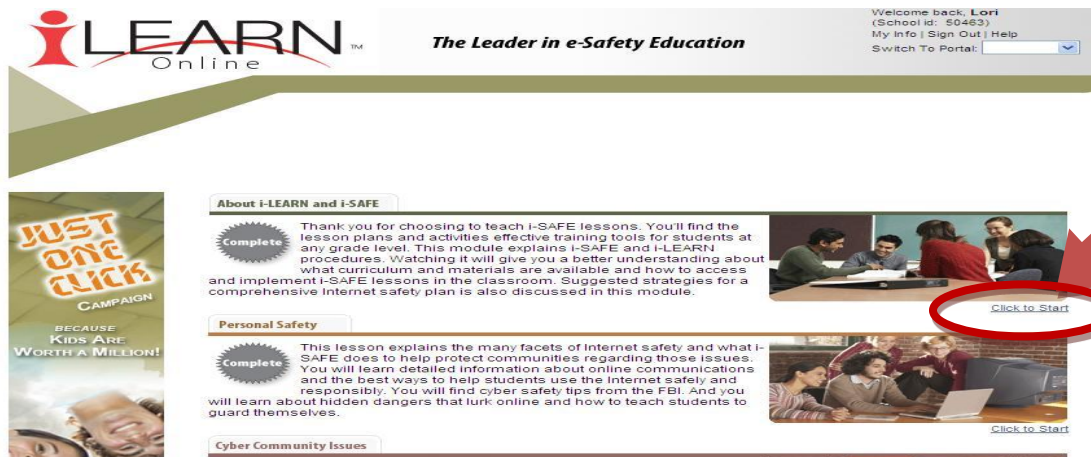 iLEARN™
Online
The Leader in e-Safety Education
Welcome back, Lori
(School id: 50463)
My Info | Sign Out | Help
Switch To Portal:
JUST
ONE
CLICK
CAMPAIGN
BECAUSE
KIDS ARE
WORTH A MILLION!
About i-LEARN and i-SAFE
Complete
Thank you for choosing to teach i-SAFE lessons. You'll find the
lesson plans and activities effective training tools for students at
any grade level. This module explains i-SAFE and i-LEARN
procedures. Watching it will give you a better understanding about
what curriculum and materials are available and how to access
and implement i-SAFE lessons in the classroom. Suggested strategies for a
comprehensive Internet safety plan is also discussed in this module.
Click to Start
Personal Safety
Complete
This lesson explains the many facets of Internet safety and what i-
SAFE does to help protect communities regarding those issues.
You will learn detailed information about online communications
and the best ways to help students use the Internet safely and
responsibly. You will find cyber safety tips from the FBI. And you
will learn about hidden dangers that lurk online and how to teach students to
guard themselves.
Click to Start
Cyber Community Issues